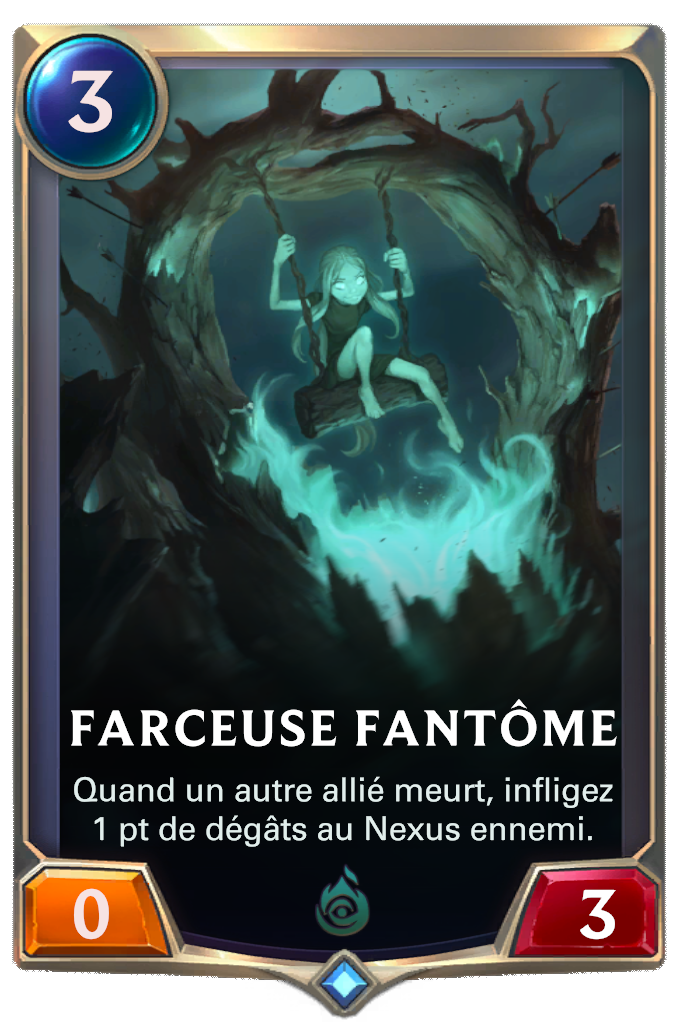 3
FARCEUSE FANTÔME
Quand un autre allié meurt, infligez
1 pt de dégâts au Nexus ennemi.
0
3